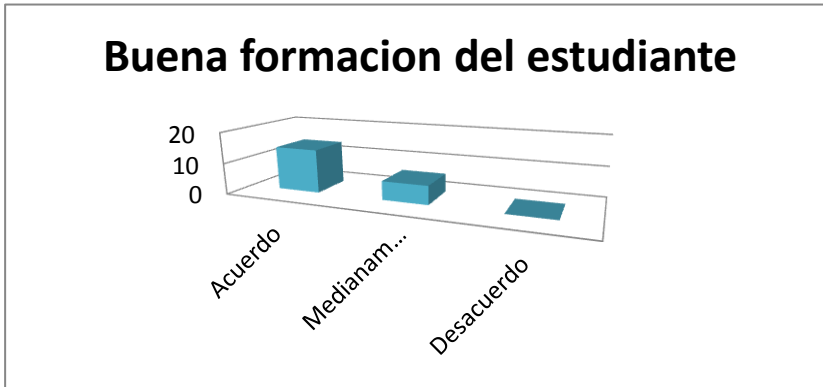 Buena formacion del estudiante
20
10
0
Acuerdo
Medianam...
Desacuerdo